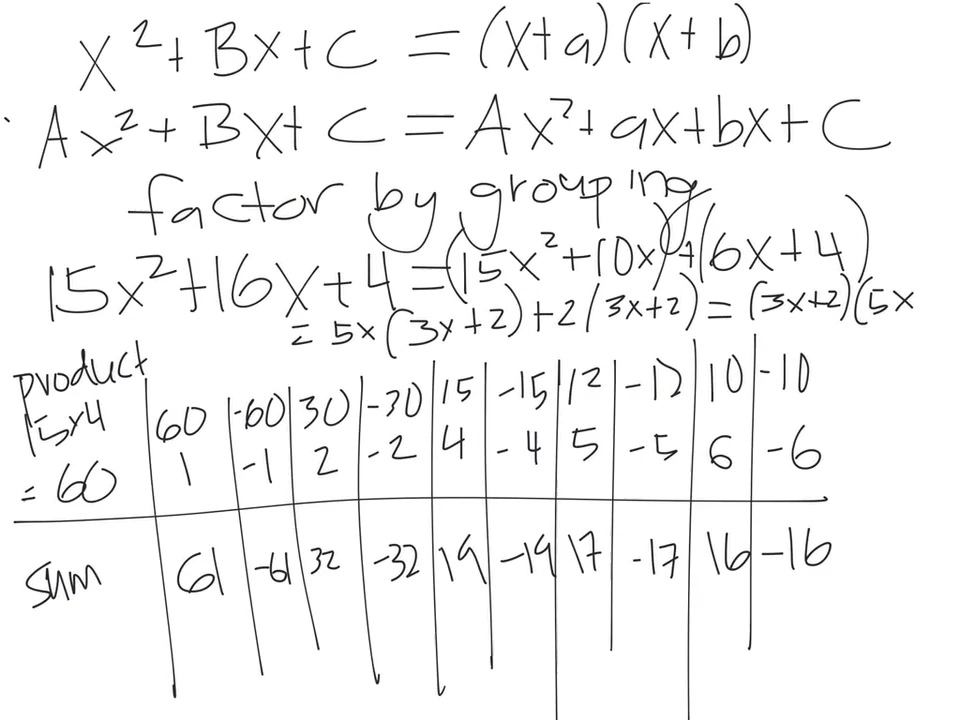 x²+Bx+C=(x+a)(x+b)
Ax²+Bx+C=Ax²+ax+bx+C
factor by grouping
15x²+16x+4=(15x²+10x)+(6x+4)
=5x(3x+2)+2(3x+2)=(3x+2)(5x
product 60 -60 30 -30 15 -15 12 -12 10 -10
15x4 1 -1 2 -2 4 -4 5 -5 6 -6
=60
sum 61 -61 32 -32 19 -19 17 -17 16 -16